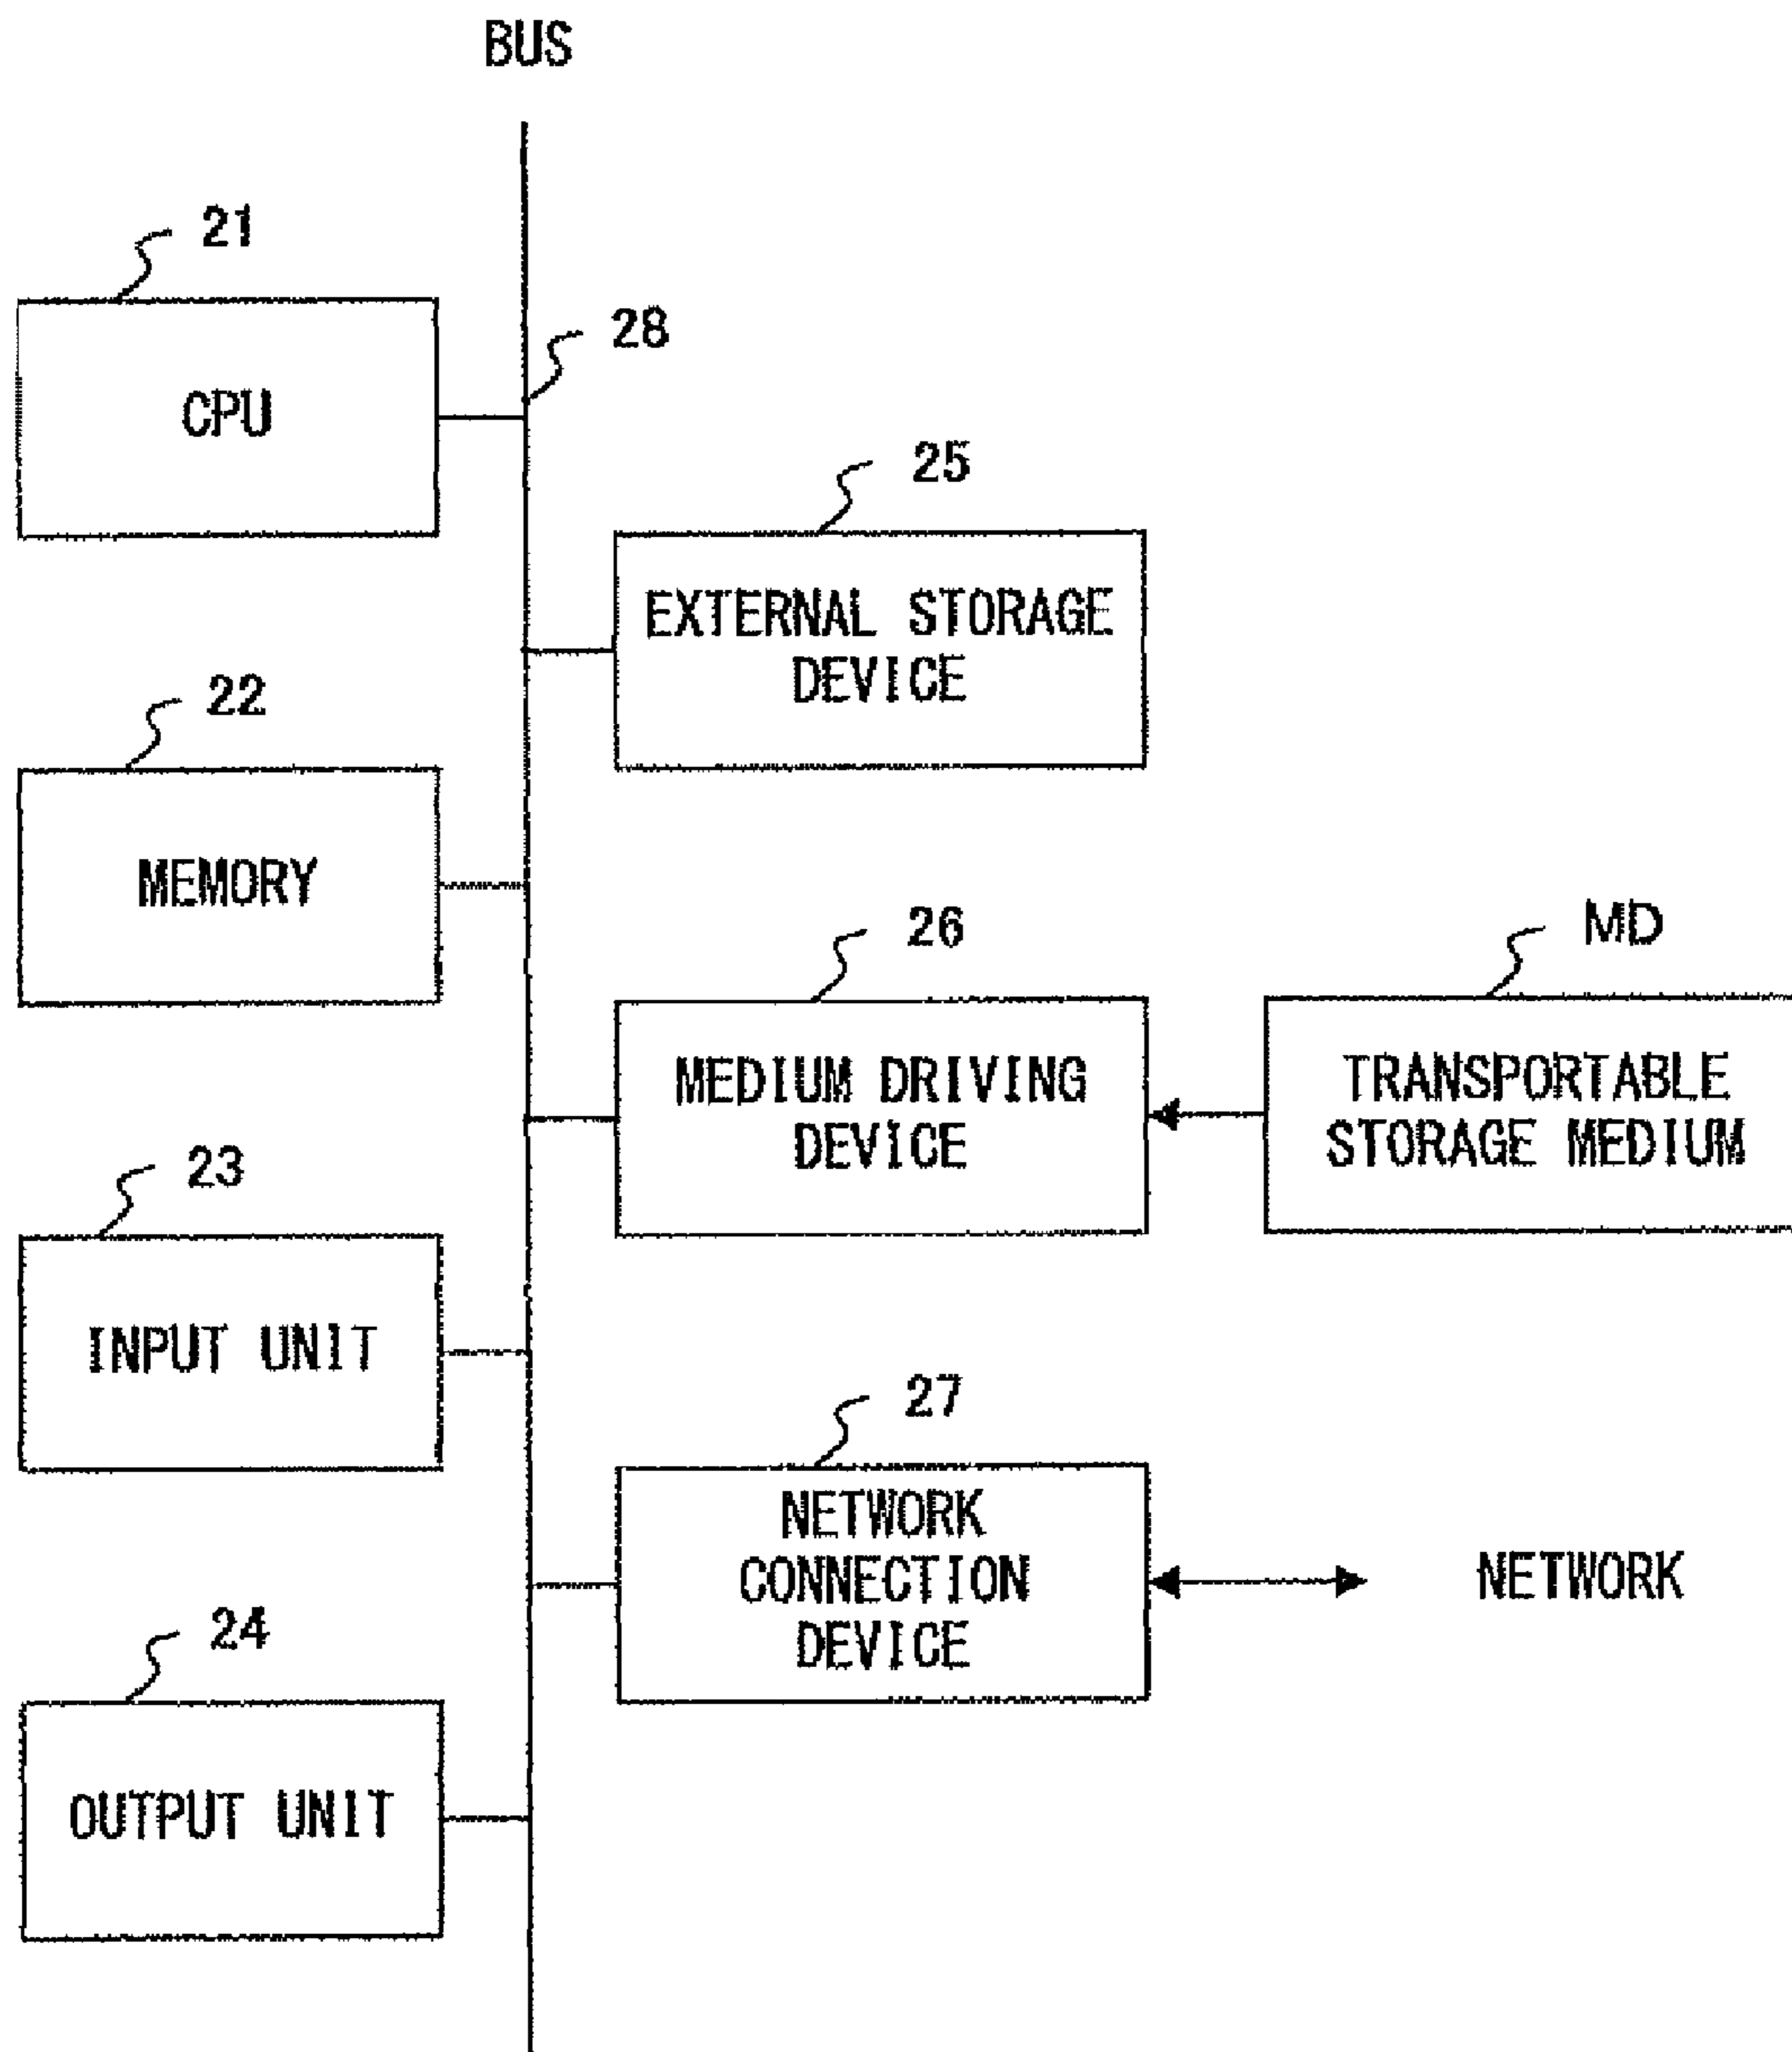 BUS
21
CPU
28
25
EXTERNAL STORAGE
DEVICE
22
MEMORY
26
MEDIUM DRIVING
DEVICE
MD
TRANSPORTABLE
STORAGE MEDIUM
23
INPUT UNIT
27
NETWORK
CONNECTION
DEVICE
NETWORK
24
OUTPUT UNIT